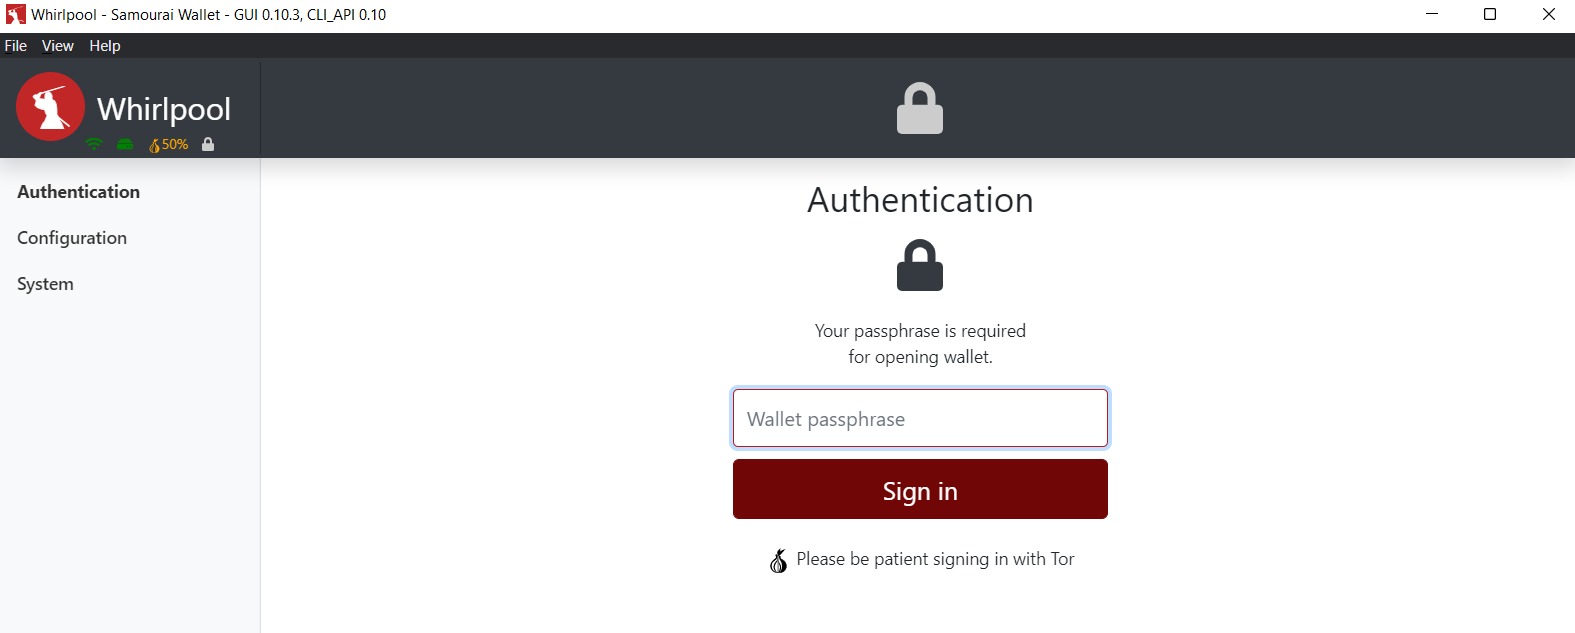 Whirlpool - Samourai Wallet - GUI 0.10.3, CLI_API 0.10
File View Help
Whirlpool
50%
Authentication
Configuration
System
Authentication
Your passphrase is required
for opening wallet.
Wallet passphrase
Sign in
Please be patient signing in with Tor